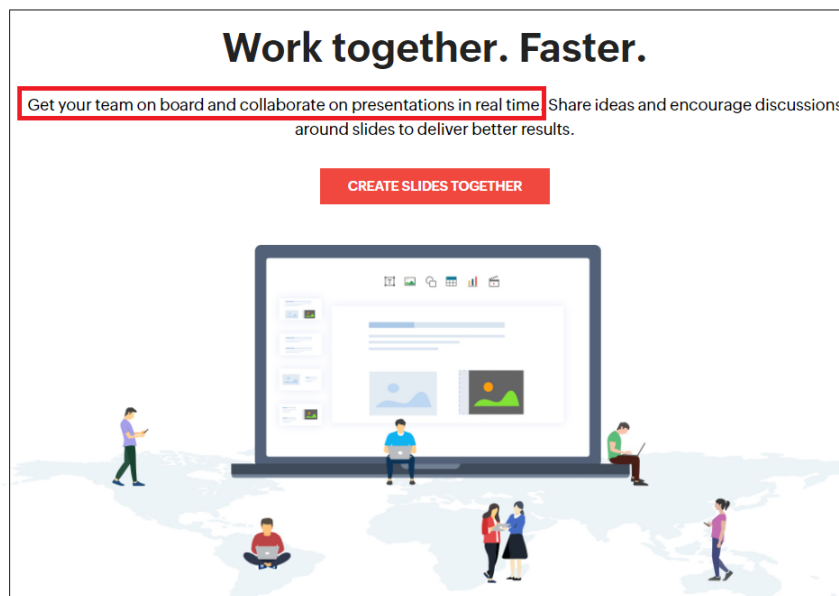 Work together. Faster.
Get your team on board and collaborate on presentations in real time. Share ideas and encourage discussions
around slides to deliver better results.
CREATE SLIDES TOGETHER